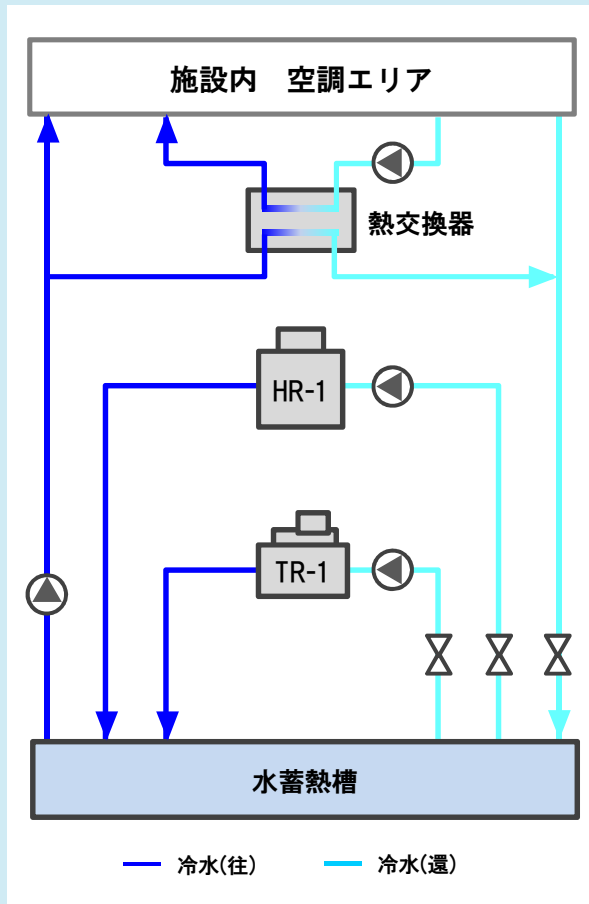 施設内　空調エリア
熱交換器
HR-1
TR-1
水蓄熱槽
冷水(往)
冷水(還)